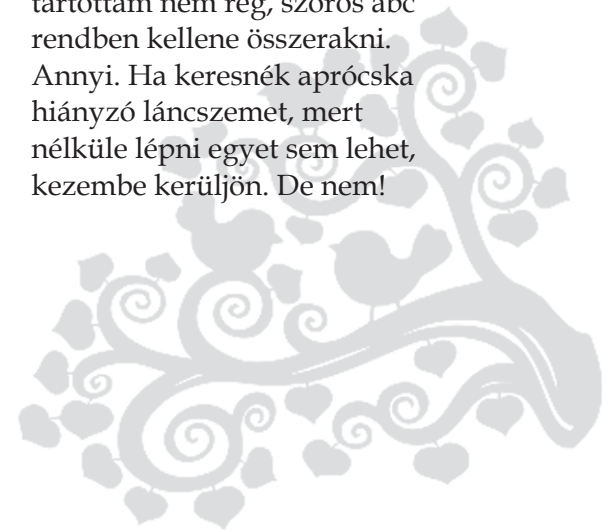 tartottam nem rég, szoros abc
rendben kellene összerakni.
Annyi. Ha keresnék aprócska
hiányzó láncszemet, mert
nélküle lépni egyet sem lehet,
kezembe kerüljön. De nem!